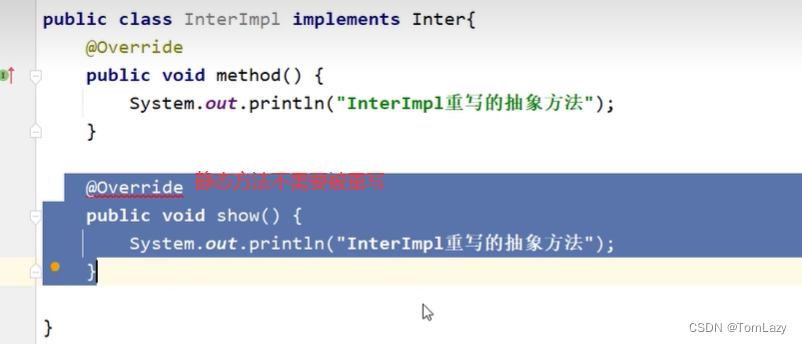 public class InterImpl implements Inter{
@Override
public void method() {
System.out.println("InterImpl重写的抽象方法");
}
@Override 静态方法不需要被重写
public void show() {
System.out.println("InterImpl重写的抽象方法");
}
}
CSDN @TomLazy